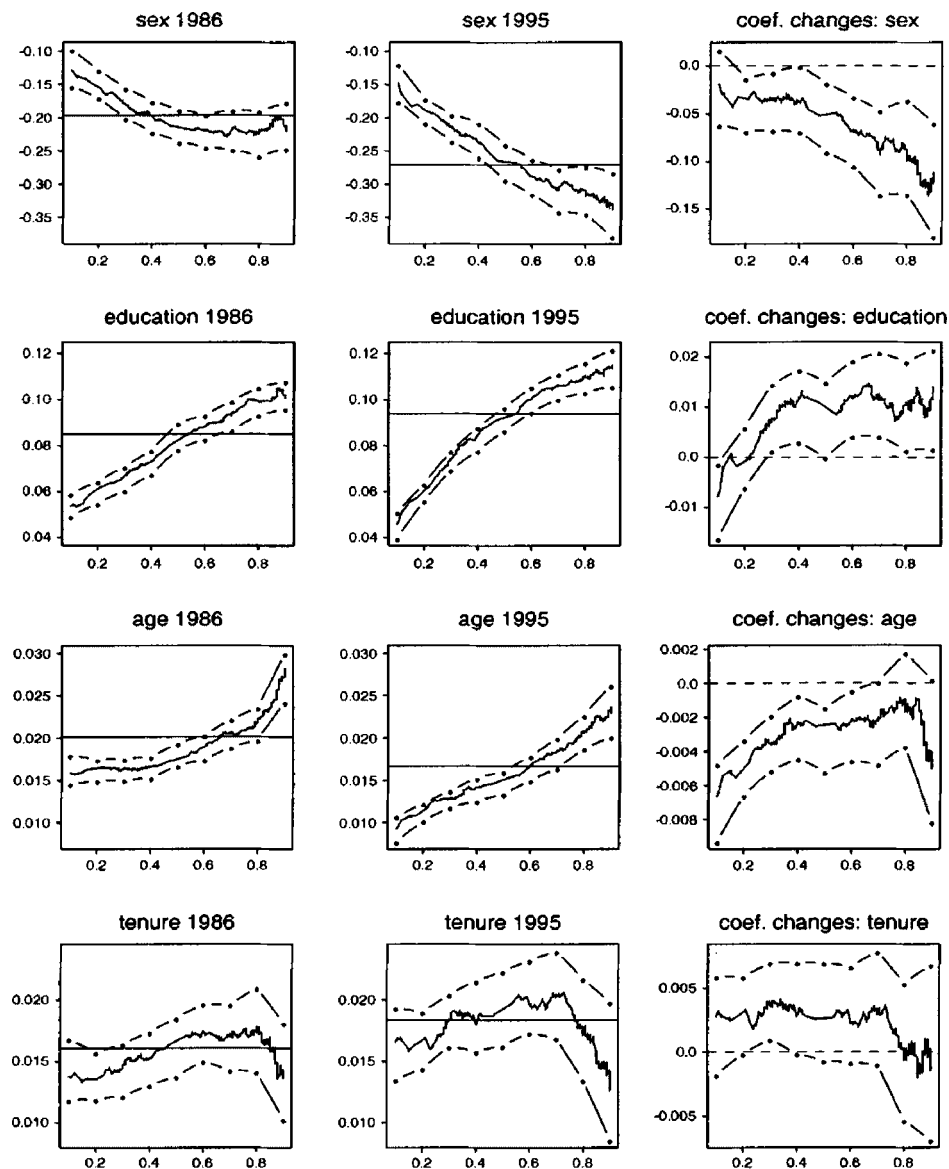 sex 1986
sex 1995
coef. changes: sex
-0.10
-0.15
-0.20
-0.25
-0.30
-0.35
0.2 0.4 0.6 0.8
-0.10
-0.15
-0.20
-0.25
-0.30
-0.35
0.2 0.4 0.6 0.8
0.0
-0.05
-0.10
-0.15
0.2 0.4 0.6 0.8
education 1986
education 1995
coef. changes: education
0.12
0.10
0.08
0.06
0.04
0.2 0.4 0.6 0.8
0.12
0.10
0.08
0.06
0.04
0.2 0.4 0.6 0.8
0.02
0.01
0.0
-0.01
0.2 0.4 0.6 0.8
age 1986
age 1995
coef. changes: age
0.030
0.025
0.020
0.015
0.010
0.2 0.4 0.6 0.8
0.030
0.025
0.020
0.015
0.010
0.2 0.4 0.6 0.8
0.002
0.0
-0.002
-0.004
-0.006
-0.008
0.2 0.4 0.6 0.8
tenure 1986
tenure 1995
coef. changes: tenure
0.020
0.015
0.010
0.2 0.4 0.6 0.8
0.020
0.015
0.010
0.2 0.4 0.6 0.8
0.005
0.0
-0.005
0.2 0.4 0.6 0.8